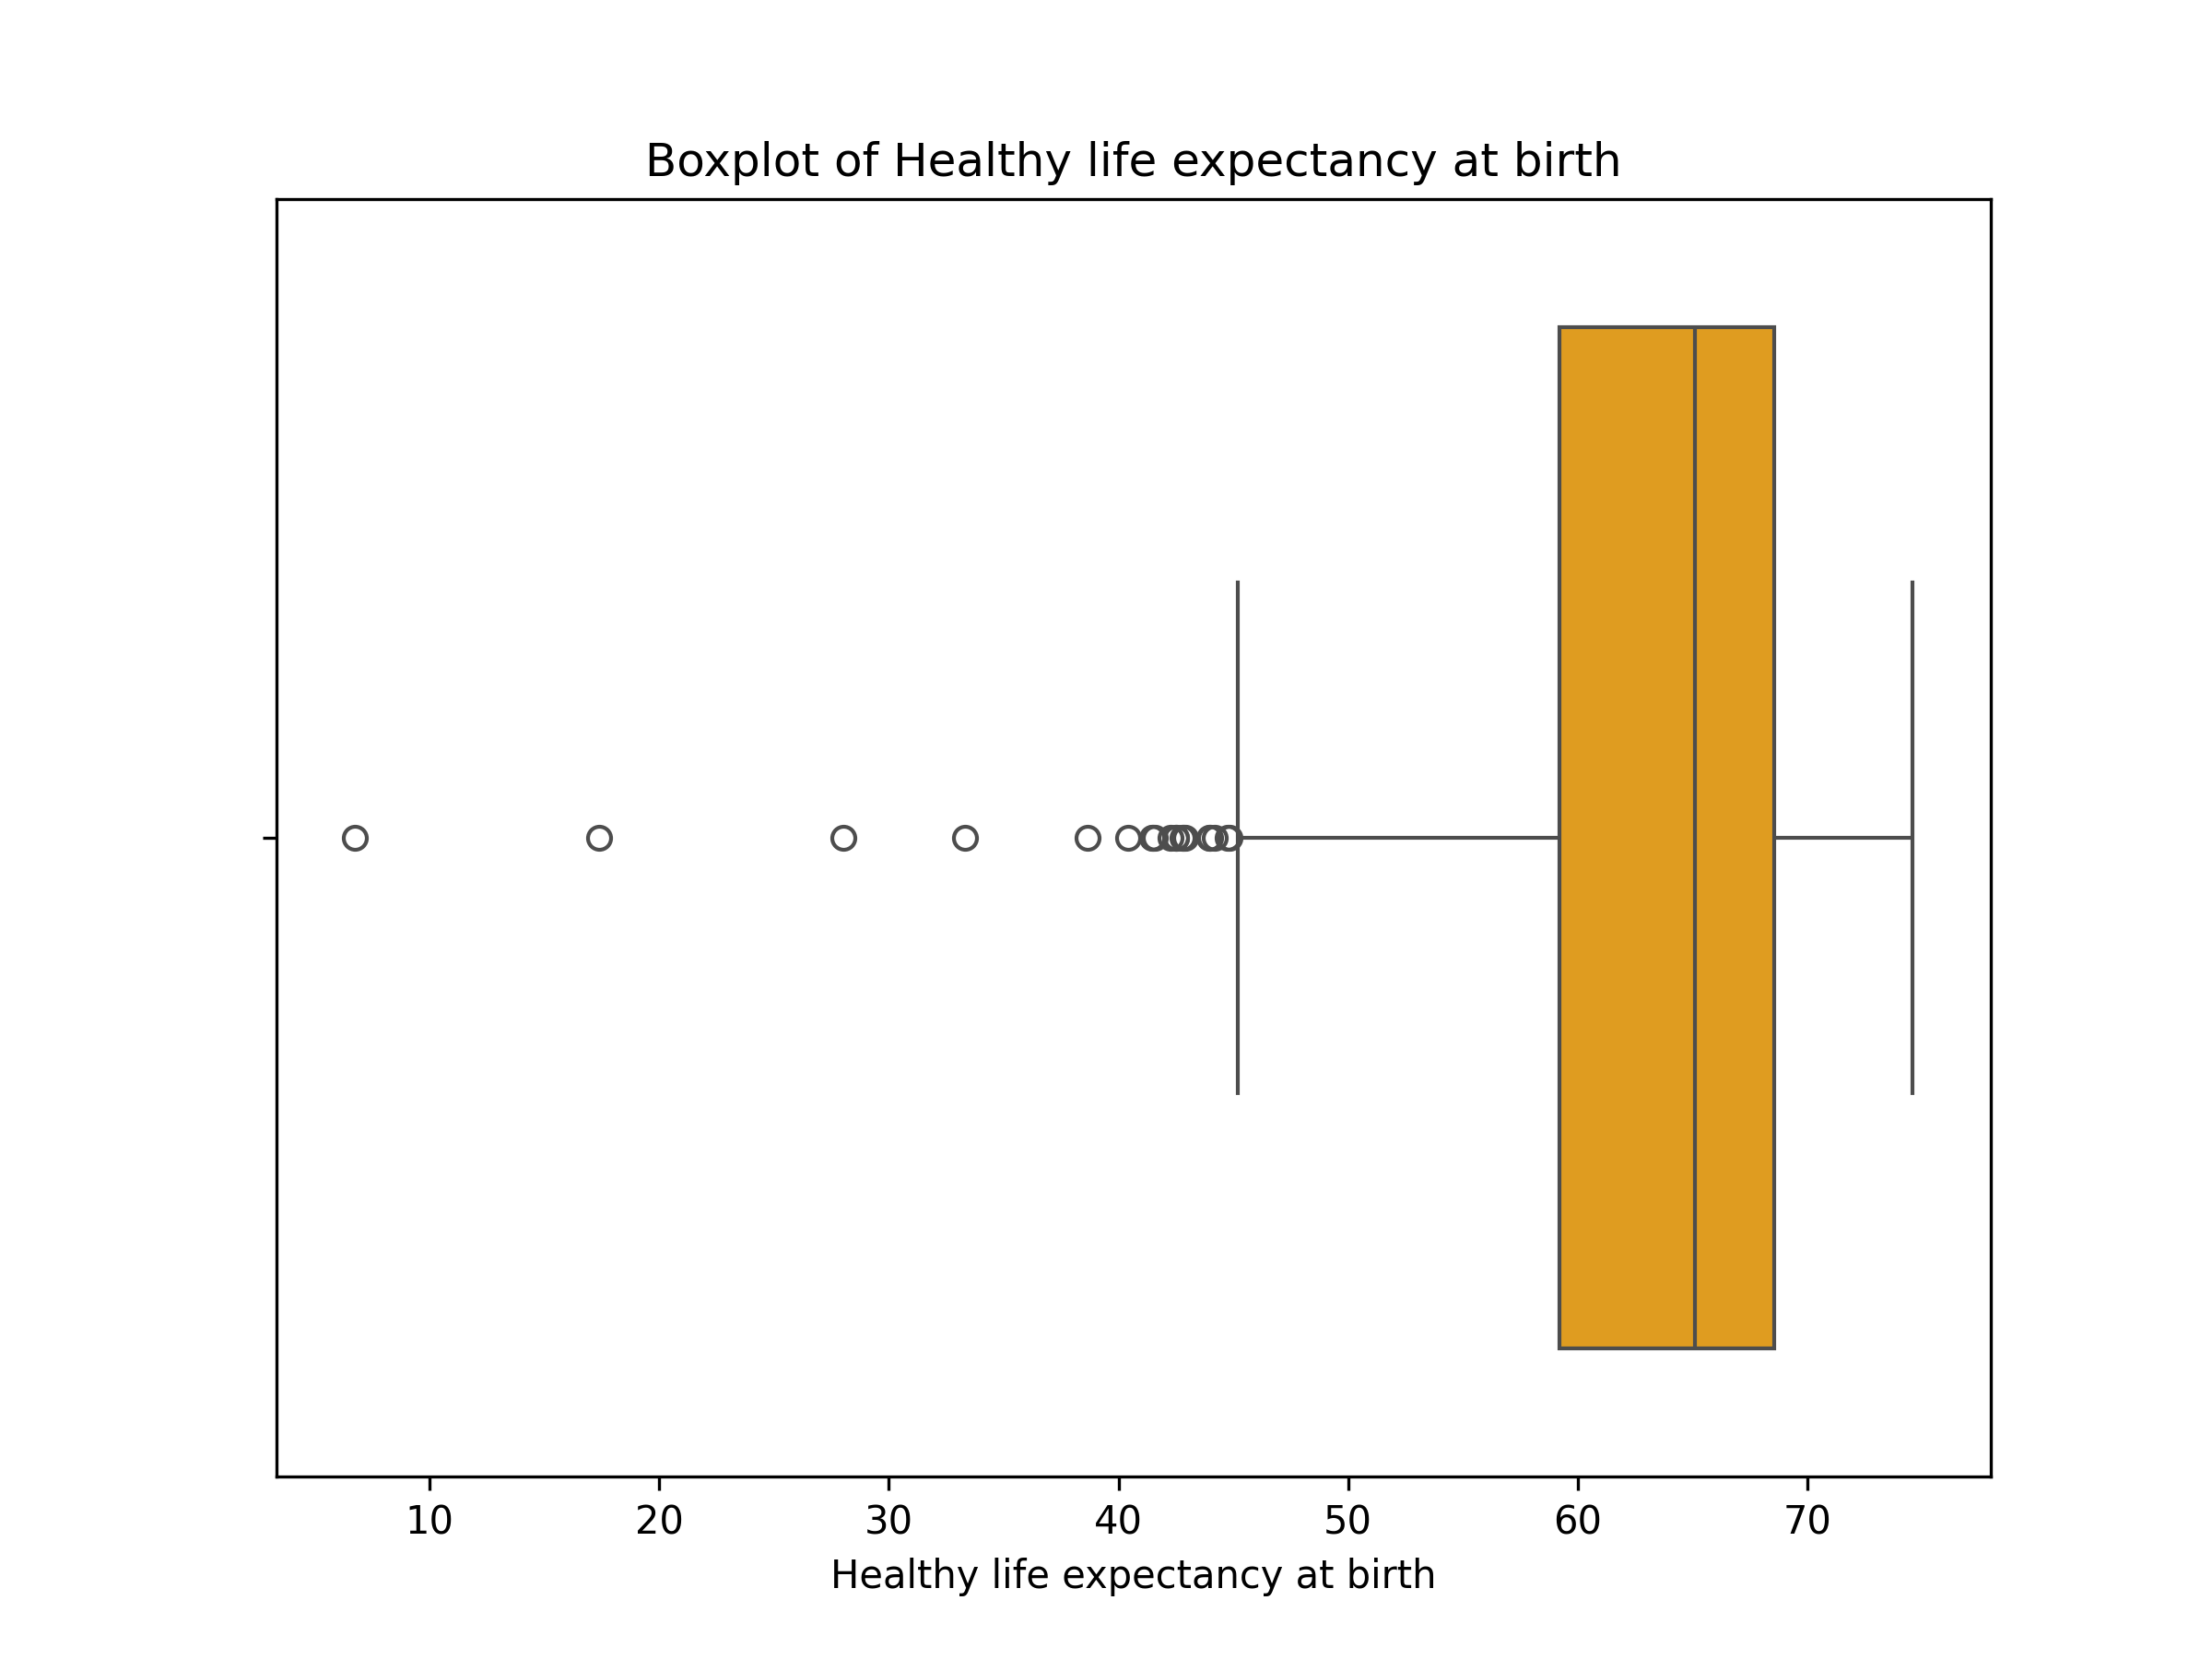 Boxplot of Healthy life expectancy at birth
10 20 30 40 50 60 70
Healthy life expectancy at birth